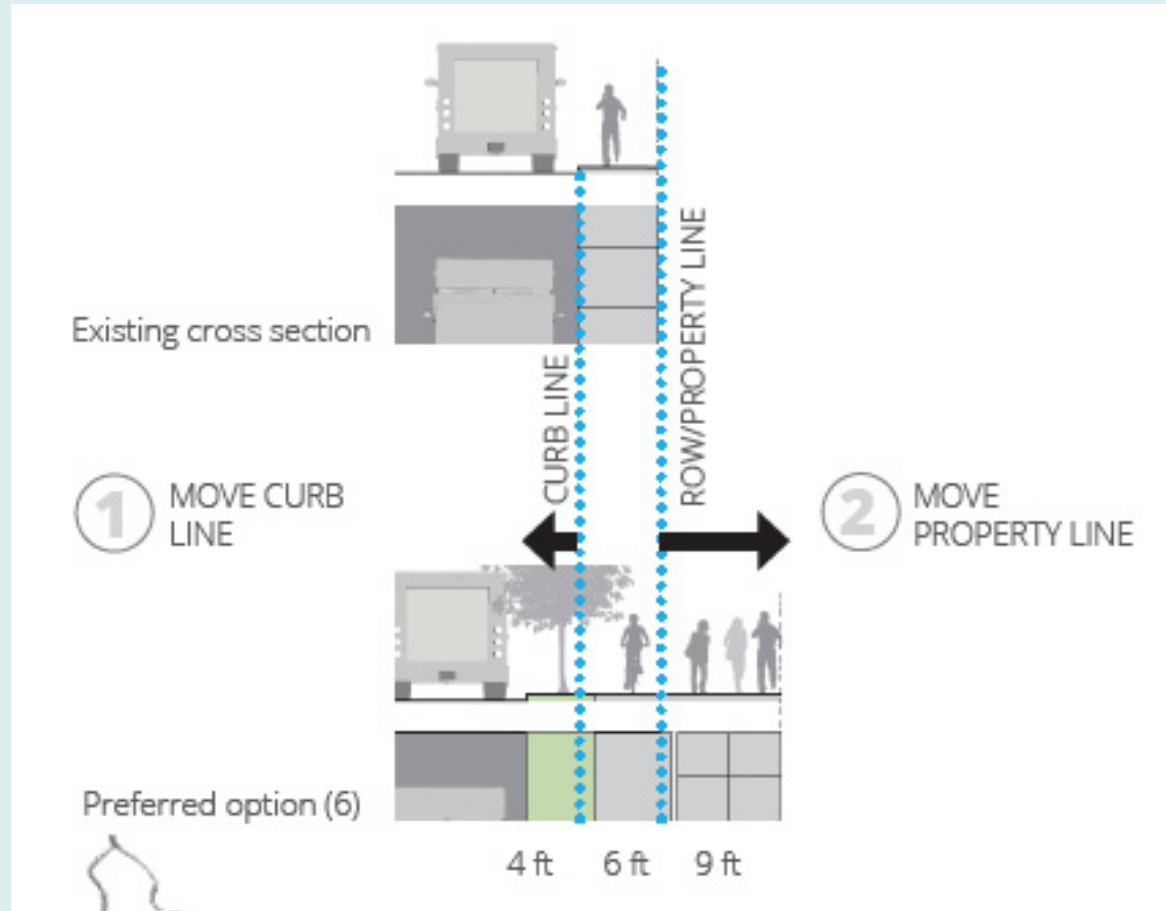 Existing cross section
CURB LINE
ROW/PROPERTY LINE
1
MOVE CURB
LINE
2
MOVE
PROPERTY LINE
Preferred option (6)
4 ft
6 ft
9 ft